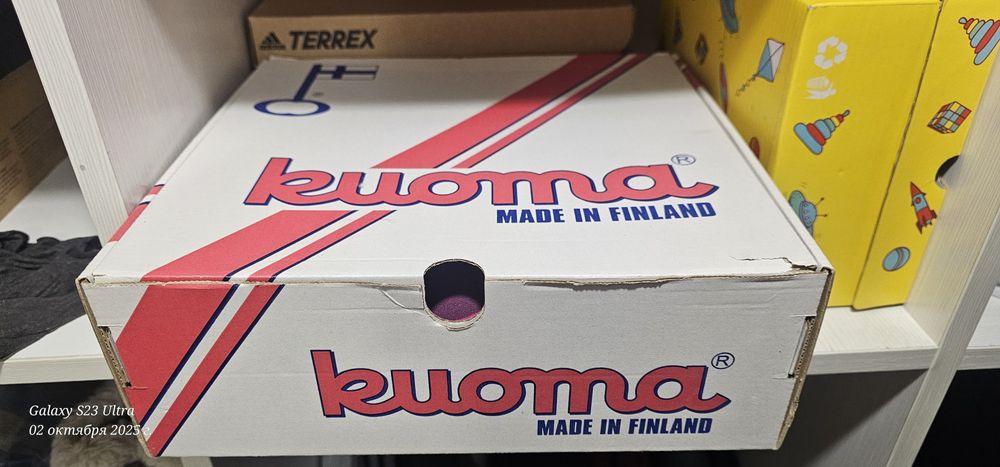 TERREX
kuoma®
MADE IN FINLAND
kuoma®
MADE IN FINLAND
Galaxy S23 Ultra
02 октября 2025 г.